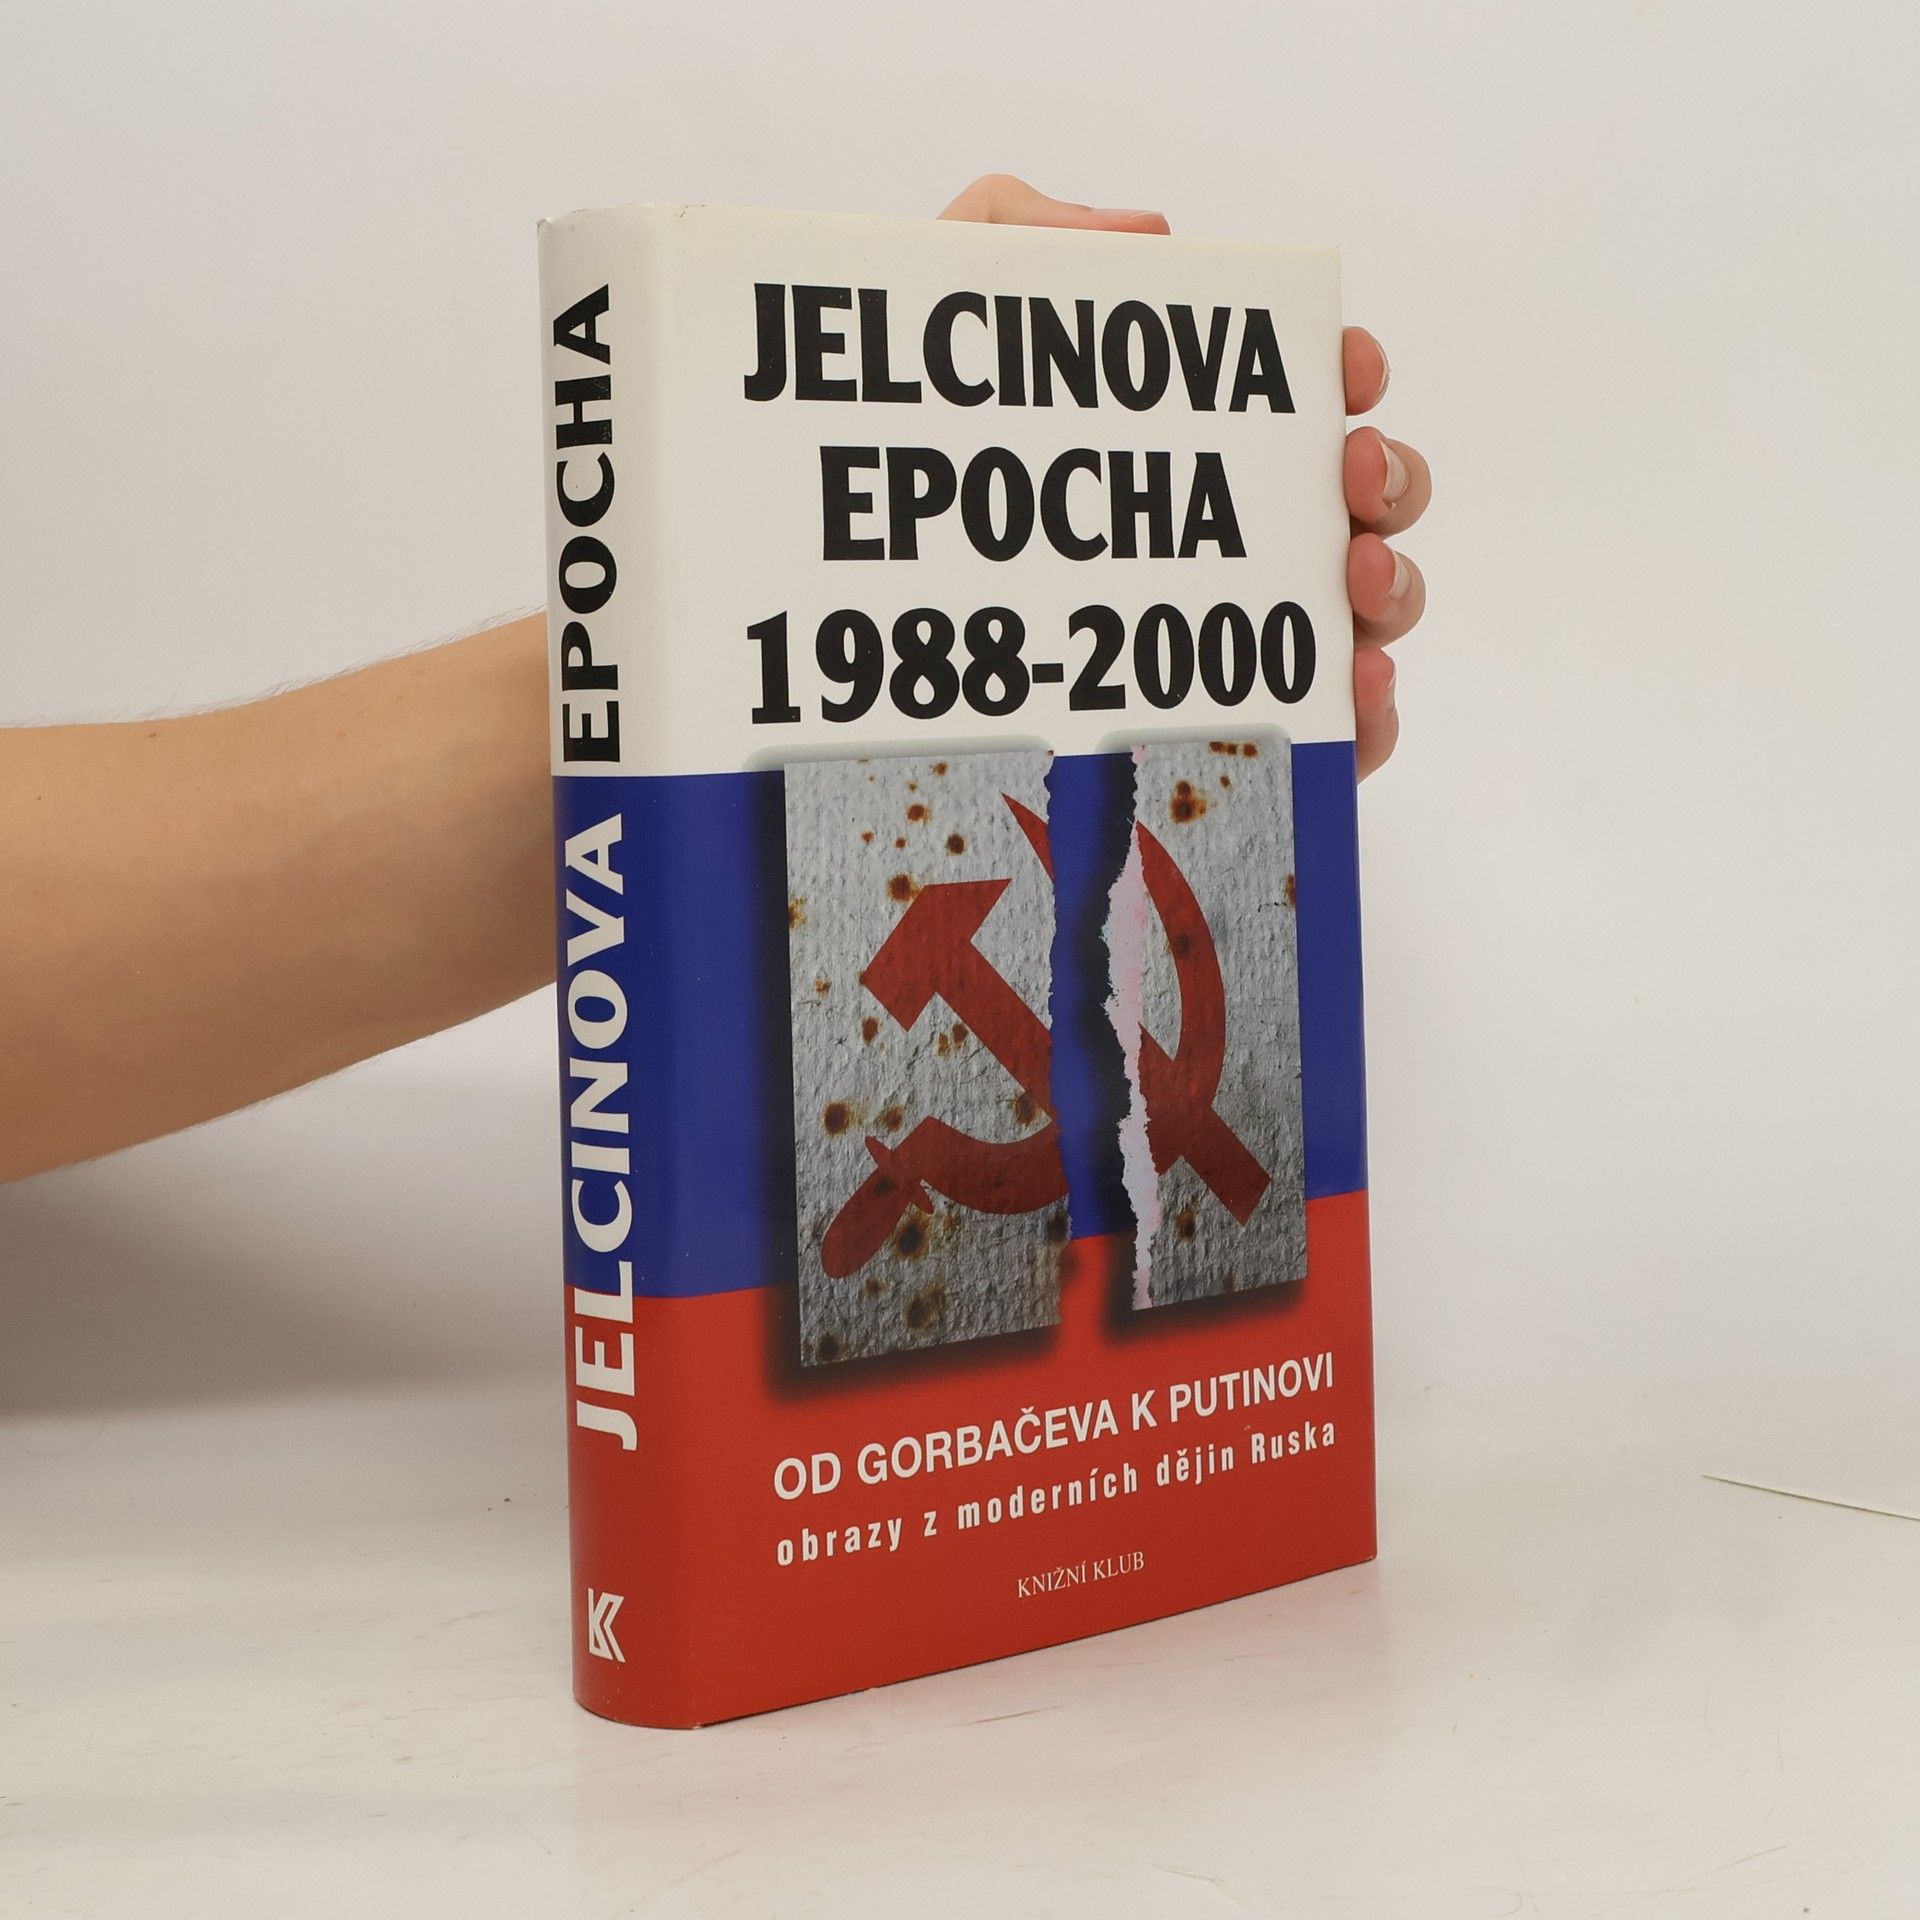 JELCINOVA EPOCHA
JELCINOVA
EPOCHA
1988-2000
OD GORBAČEVA K PUTINOVI
obrazy z moderních dějin Ruska
KNIŽNÍ KLUB